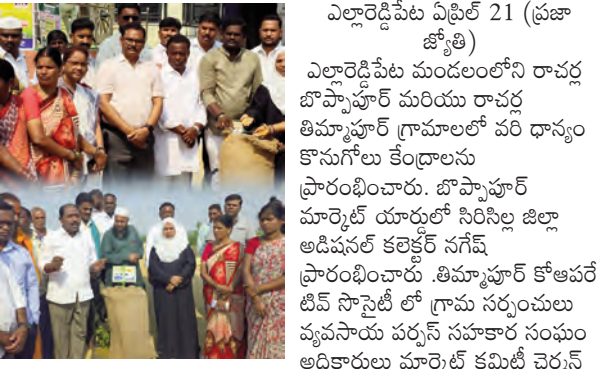 ఎల్లారెడ్డిపేట ఏప్రిల్ 21 (ప్రజా
జ్యోతి)
ఎల్లారెడ్డిపేట మండలంలోని రాచర్ల
బొప్పాపూర్ మరియు రాచర్ల
తిమ్మాపూర్ గ్రామాలలో వరి ధాన్యం
కొనుగోలు కేంద్రాలను
ప్రారంభించారు. బొప్పాపూర్
మార్కెట్ యార్డులో సిరిసిల్ల జిల్లా
అడిషనల్ కలెక్టర్ నగేష్
ప్రారంభించారు .తిమ్మాపూర్ కోఆపరే
టివ్ సొసైటీ లో గ్రామ సర్పంచులు
వ్యవసాయ పర్పస్ సహకార సంఘం
అధికారులు మార్కెట్ కమిటీ చైర్మన్